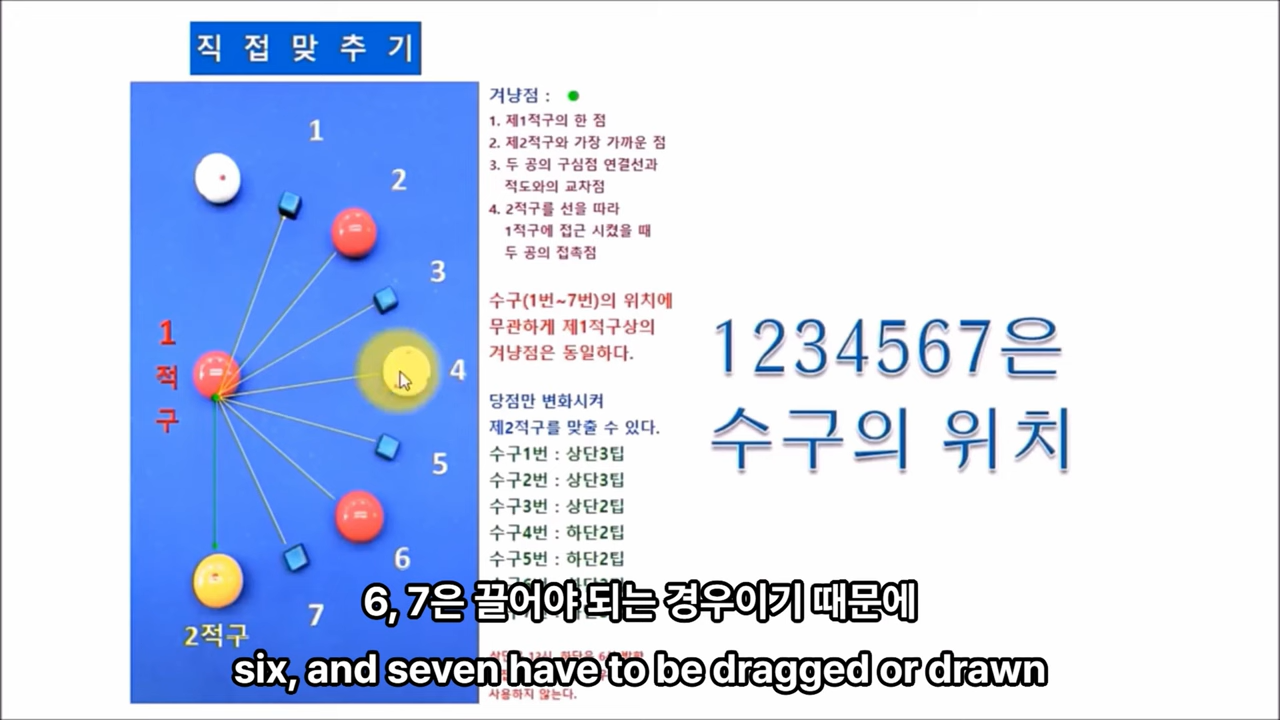 직 접 맞 추 기
1
2
3
4
5
6
7
1
적
구
2적구
겨냥점 :
1. 제1적구의 한 점
2. 제2적구와 가장 가까운 점
3. 두 공의 구심점 연결선과
적도와의 교차점
4. 2적구를 선을 따라
1적구에 접근 시켰을 때
두 공의 접촉점
수구(1번~7번)의 위치에
무관하게 제1적구상의
겨냥점은 동일하다.
당점만 변화시켜
제2적구를 맞출 수 있다.
수구1번 : 상단3팁
수구2번 : 상단3팁
수구3번 : 상단2팁
수구4번 : 하단2팁
수구5번 : 하단2팁
사용하지 않는다.
1234567은
수구의 위치
6, 7은 끌어야 되는 경우이기 때문에
six, and seven have to be dragged or drawn